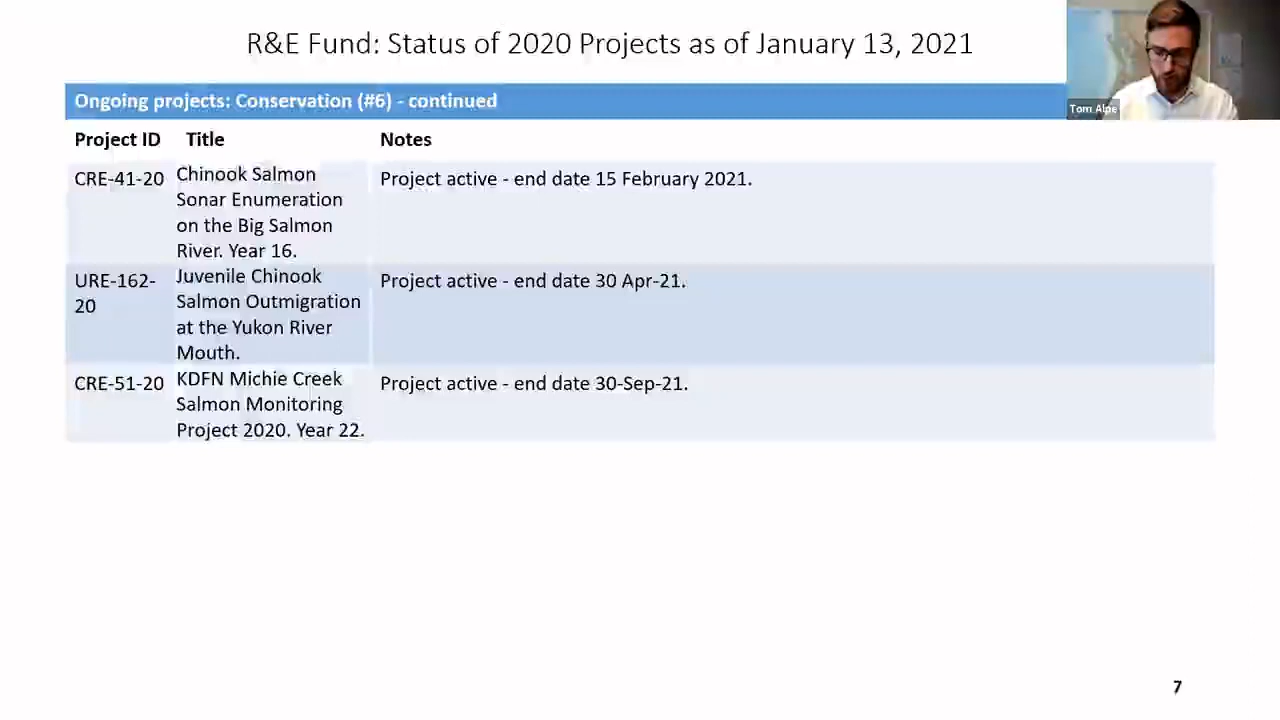 R&E Fund: Status of 2020 Projects as of January 13, 2021
Tom Alpe
Ongoing projects: Conservation (#6) - continued
Project ID Title Notes
CRE-41-20 Chinook Salmon Project active - end date 15 February 2021.
Sonar Enumeration
on the Big Salmon
River. Year 16.
URE-162- Juvenile Chinook Project active - end date 30 Apr-21.
20 Salmon Outmigration
at the Yukon River
Mouth.
CRE-51-20 KDFN Michie Creek Project active - end date 30-Sep-21.
Salmon Monitoring
Project 2020. Year 22.
7